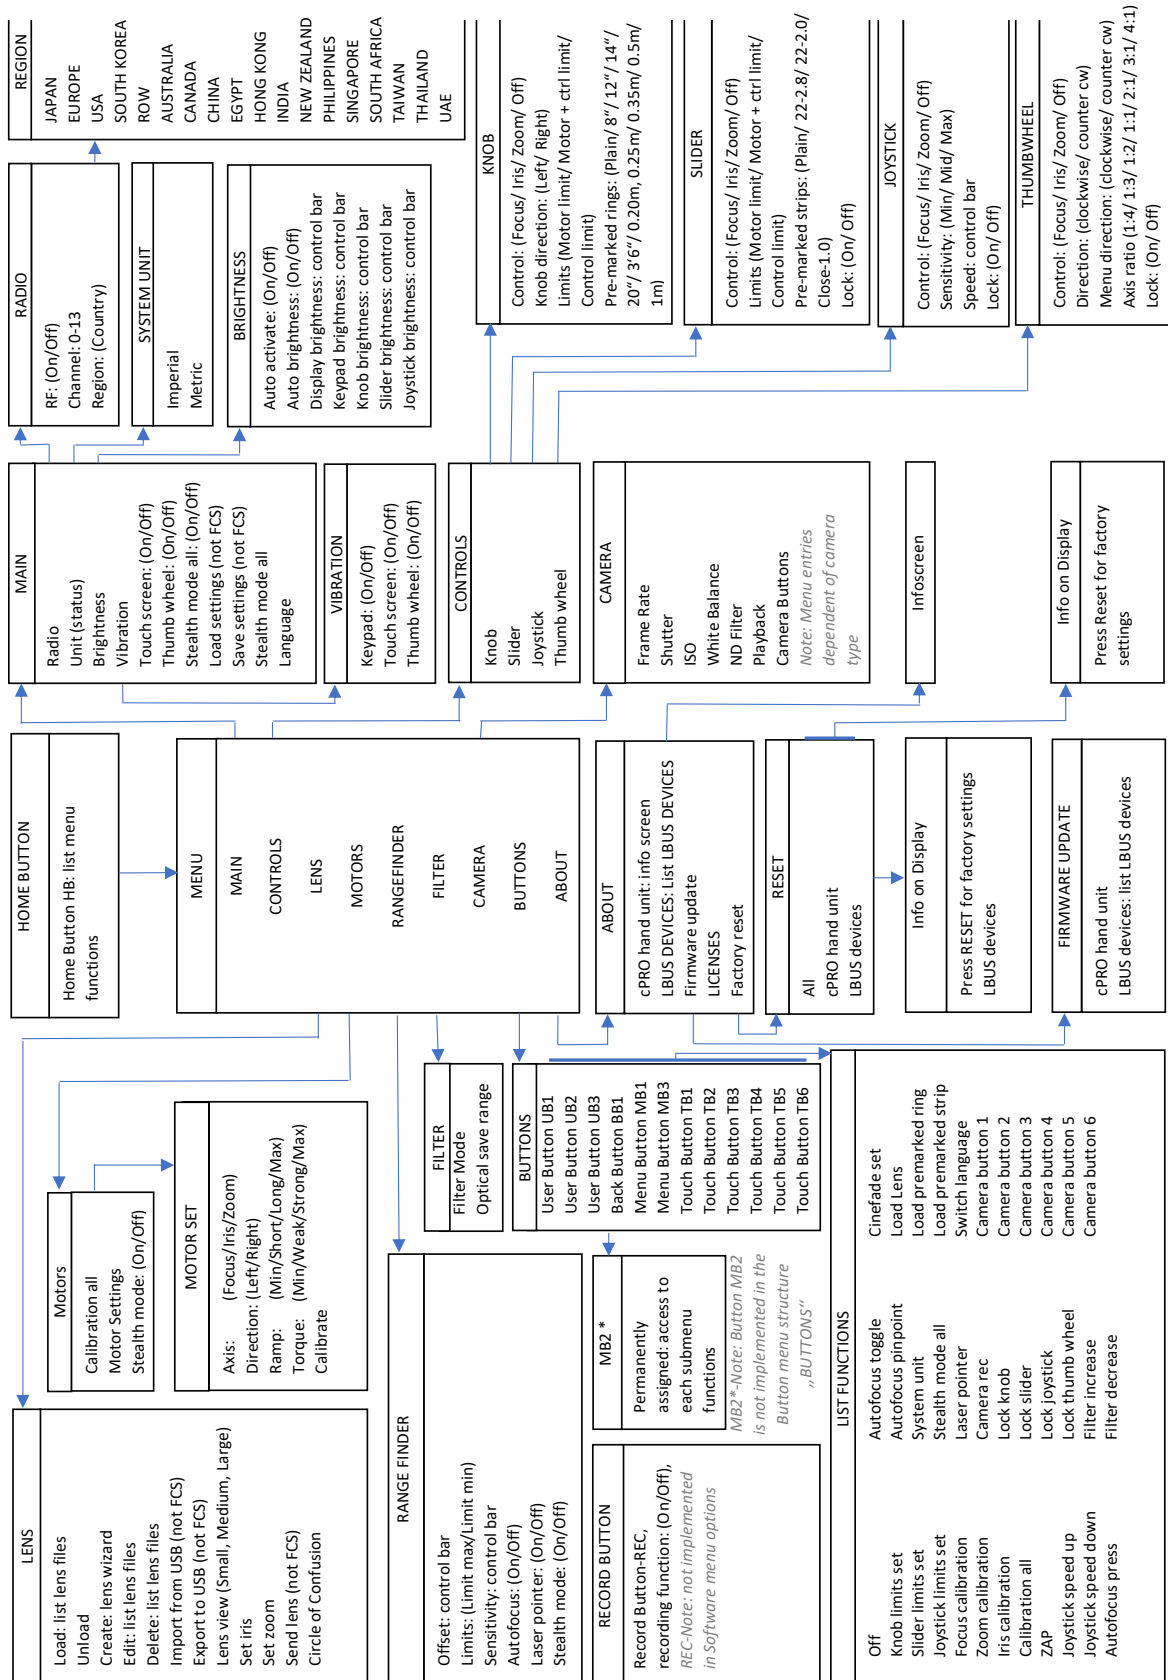 HOME BUTTON
Home Button HB: list menu
functions
MENU
MAIN
CONTROLS
LENS
MOTORS
RANGEFINDER
FILTER
CAMERA
BUTTONS
ABOUT
MAIN
Radio
Unit (status)
Brightness
Vibration
Touch screen: (On/Off)
Thumb wheel: (On/Off)
Stealth mode all: (On/Off)
Load settings (not FCS)
Save settings (not FCS)
Stealth mode all
Language
RADIO
RF: (On/Off)
Channel: 0-13
Region: (Country)
REGION
JAPAN
EUROPE
USA
SOUTH KOREA
ROW
AUSTRALIA
CANADA
CHINA
EGYPT
HONG KONG
INDIA
NEW ZEALAND
PHILIPPINES
SINGAPORE
SOUTH AFRICA
TAIWAN
THAILAND
UAE
SYSTEM UNIT
Imperial
Metric
BRIGHTNESS
Auto activate: (On/Off)
Auto brightness: (On/Off)
Display brightness: control bar
Keypad brightness: control bar
Knob brightness: control bar
Slider brightness: control bar
Joystick brightness: control bar
VIBRATION
Keypad: (On/Off)
Touch screen: (On/Off)
Thumb wheel: (On/Off)
CONTROLS
Knob
Slider
Joystick
Thumb wheel
KNOB
Control: (Focus/ Iris/ Zoom/ Off)
Knob direction: (Left/ Right)
Limits (Motor limit/ Motor + ctrl limit/
Control limit)
Pre-marked rings: (Plain/ 8“/ 12“/ 14“/
20“/ 3‘6“/ 0.20m/ 0.25m/ 0.35m/ 0.5m/
1m)
SLIDER
Control: (Focus/ Iris/ Zoom/ Off)
Limits (Motor limit/ Motor + ctrl limit/
Control limit)
Pre-marked strips: (Plain/ 22-2.8/ 22-2.0/
Close-1.0)
Lock: (On/ Off)
JOYSTICK
Control: (Focus/ Iris/ Zoom/ Off)
Sensitivity: (Min/ Mid/ Max)
Speed: control bar
Lock: (On/ Off)
THUMBWHEEL
Control: (Focus/ Iris/ Zoom/ Off)
Direction: (clockwise/ counter cw)
Menu direction: (clockwise/ counter cw)
Axis ratio (1:4/ 1:3/ 1:2/ 1:1/ 2:1/ 3:1/ 4:1)
Lock: (On/ Off)
CAMERA
Frame Rate
Shutter
ISO
White Balance
ND Filter
Playback
Camera Buttons
Note: Menu entries
dependent of camera
type
ABOUT
cPRO hand unit: info screen
LBUS DEVICES: List LBUS DEVICES
Firmware update
LICENSES
Factory reset
Infoscreen
RESET
All
cPRO hand unit
LBUS devices
Info on Display
Press Reset for factory
settings
Info on Display
Press RESET for factory settings
LBUS devices
FIRMWARE UPDATE
cPRO hand unit
LBUS devices: list LBUS devices
LENS
Load: list lens files
Unload
Create: lens wizard
Edit: list lens files
Delete: list lens files
Import from USB (not FCS)
Export to USB (not FCS)
Lens view (Small, Medium, Large)
Set iris
Set zoom
Send lens (not FCS)
Circle of Confusion
Motors
Calibration all
Motor Settings
Stealth mode: (On/Off)
MOTOR SET
Axis: (Focus/Iris/Zoom)
Direction: (Left/Right)
Ramp: (Min/Short/Long/Max)
Torque: (Min/Weak/Strong/Max)
Calibrate
RANGE FINDER
Offset: control bar
Limits: (Limit max/Limit min)
Sensitivity: control bar
Autofocus: (On/Off)
Laser pointer: (On/Off)
Stealth mode: (On/Off)
FILTER
Filter Mode
Optical save range
BUTTONS
User Button UB1
User Button UB2
User Button UB3
Back Button BB1
Menu Button MB1
Menu Button MB3
Touch Button TB1
Touch Button TB2
Touch Button TB3
Touch Button TB4
Touch Button TB5
Touch Button TB6
MB2 *
Permanently
assigned: access to
each submenu
functions
MB2*-Note: Button MB2
is not implemented in the
Button menu structure
„BUTTONS“
RECORD BUTTON
Record Button-REC,
recording function: (On/Off),
REC-Note: not implemented
in Software menu options
LIST FUNCTIONS
Off
Knob limits set
Slider limits set
Joystick limits set
Focus calibration
Zoom calibration
Iris calibration
Calibration all
ZAP
Joystick speed up
Joystick speed down
Autofocus press
Autofocus toggle
Autofocus pinpoint
System unit
Stealth mode all
Laser pointer
Camera rec
Lock knob
Lock slider
Lock joystick
Lock thumb wheel
Filter increase
Filter decrease
Cinefade set
Load Lens
Load premarked ring
Load premarked strip
Switch language
Camera button 1
Camera button 2
Camera button 3
Camera button 4
Camera button 5
Camera button 6